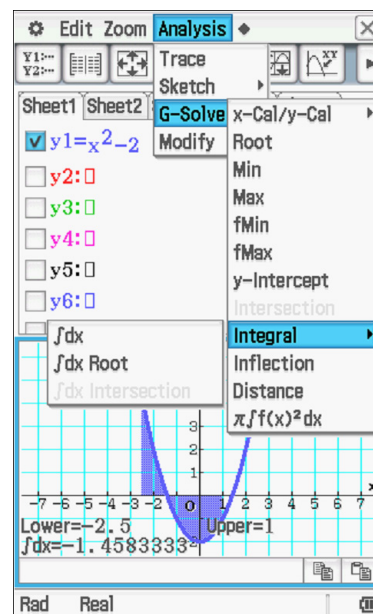 Edit Zoom Analysis
Y1:--- Y2:---
Trace
Sketch
G-Solve
Modify
Sheet1 Sheet2
y1=x²-2
y2:▯
y3:▯
y4:▯
y5:▯
y6:▯
x-Cal/y-Cal
Root
Min
Max
fMin
fMax
y-Intercept
Intersection
Integral
Inflection
Distance
π∫f(x)²dx
∫dx
∫dx Root
∫dx Intersection
3
2
1
-7 -6 -5 -4 -3 -2 0 1 2 3 4 5 6 7 x
Lower=-2.5 Upper=1
∫dx=-1.4583333
Rad Real